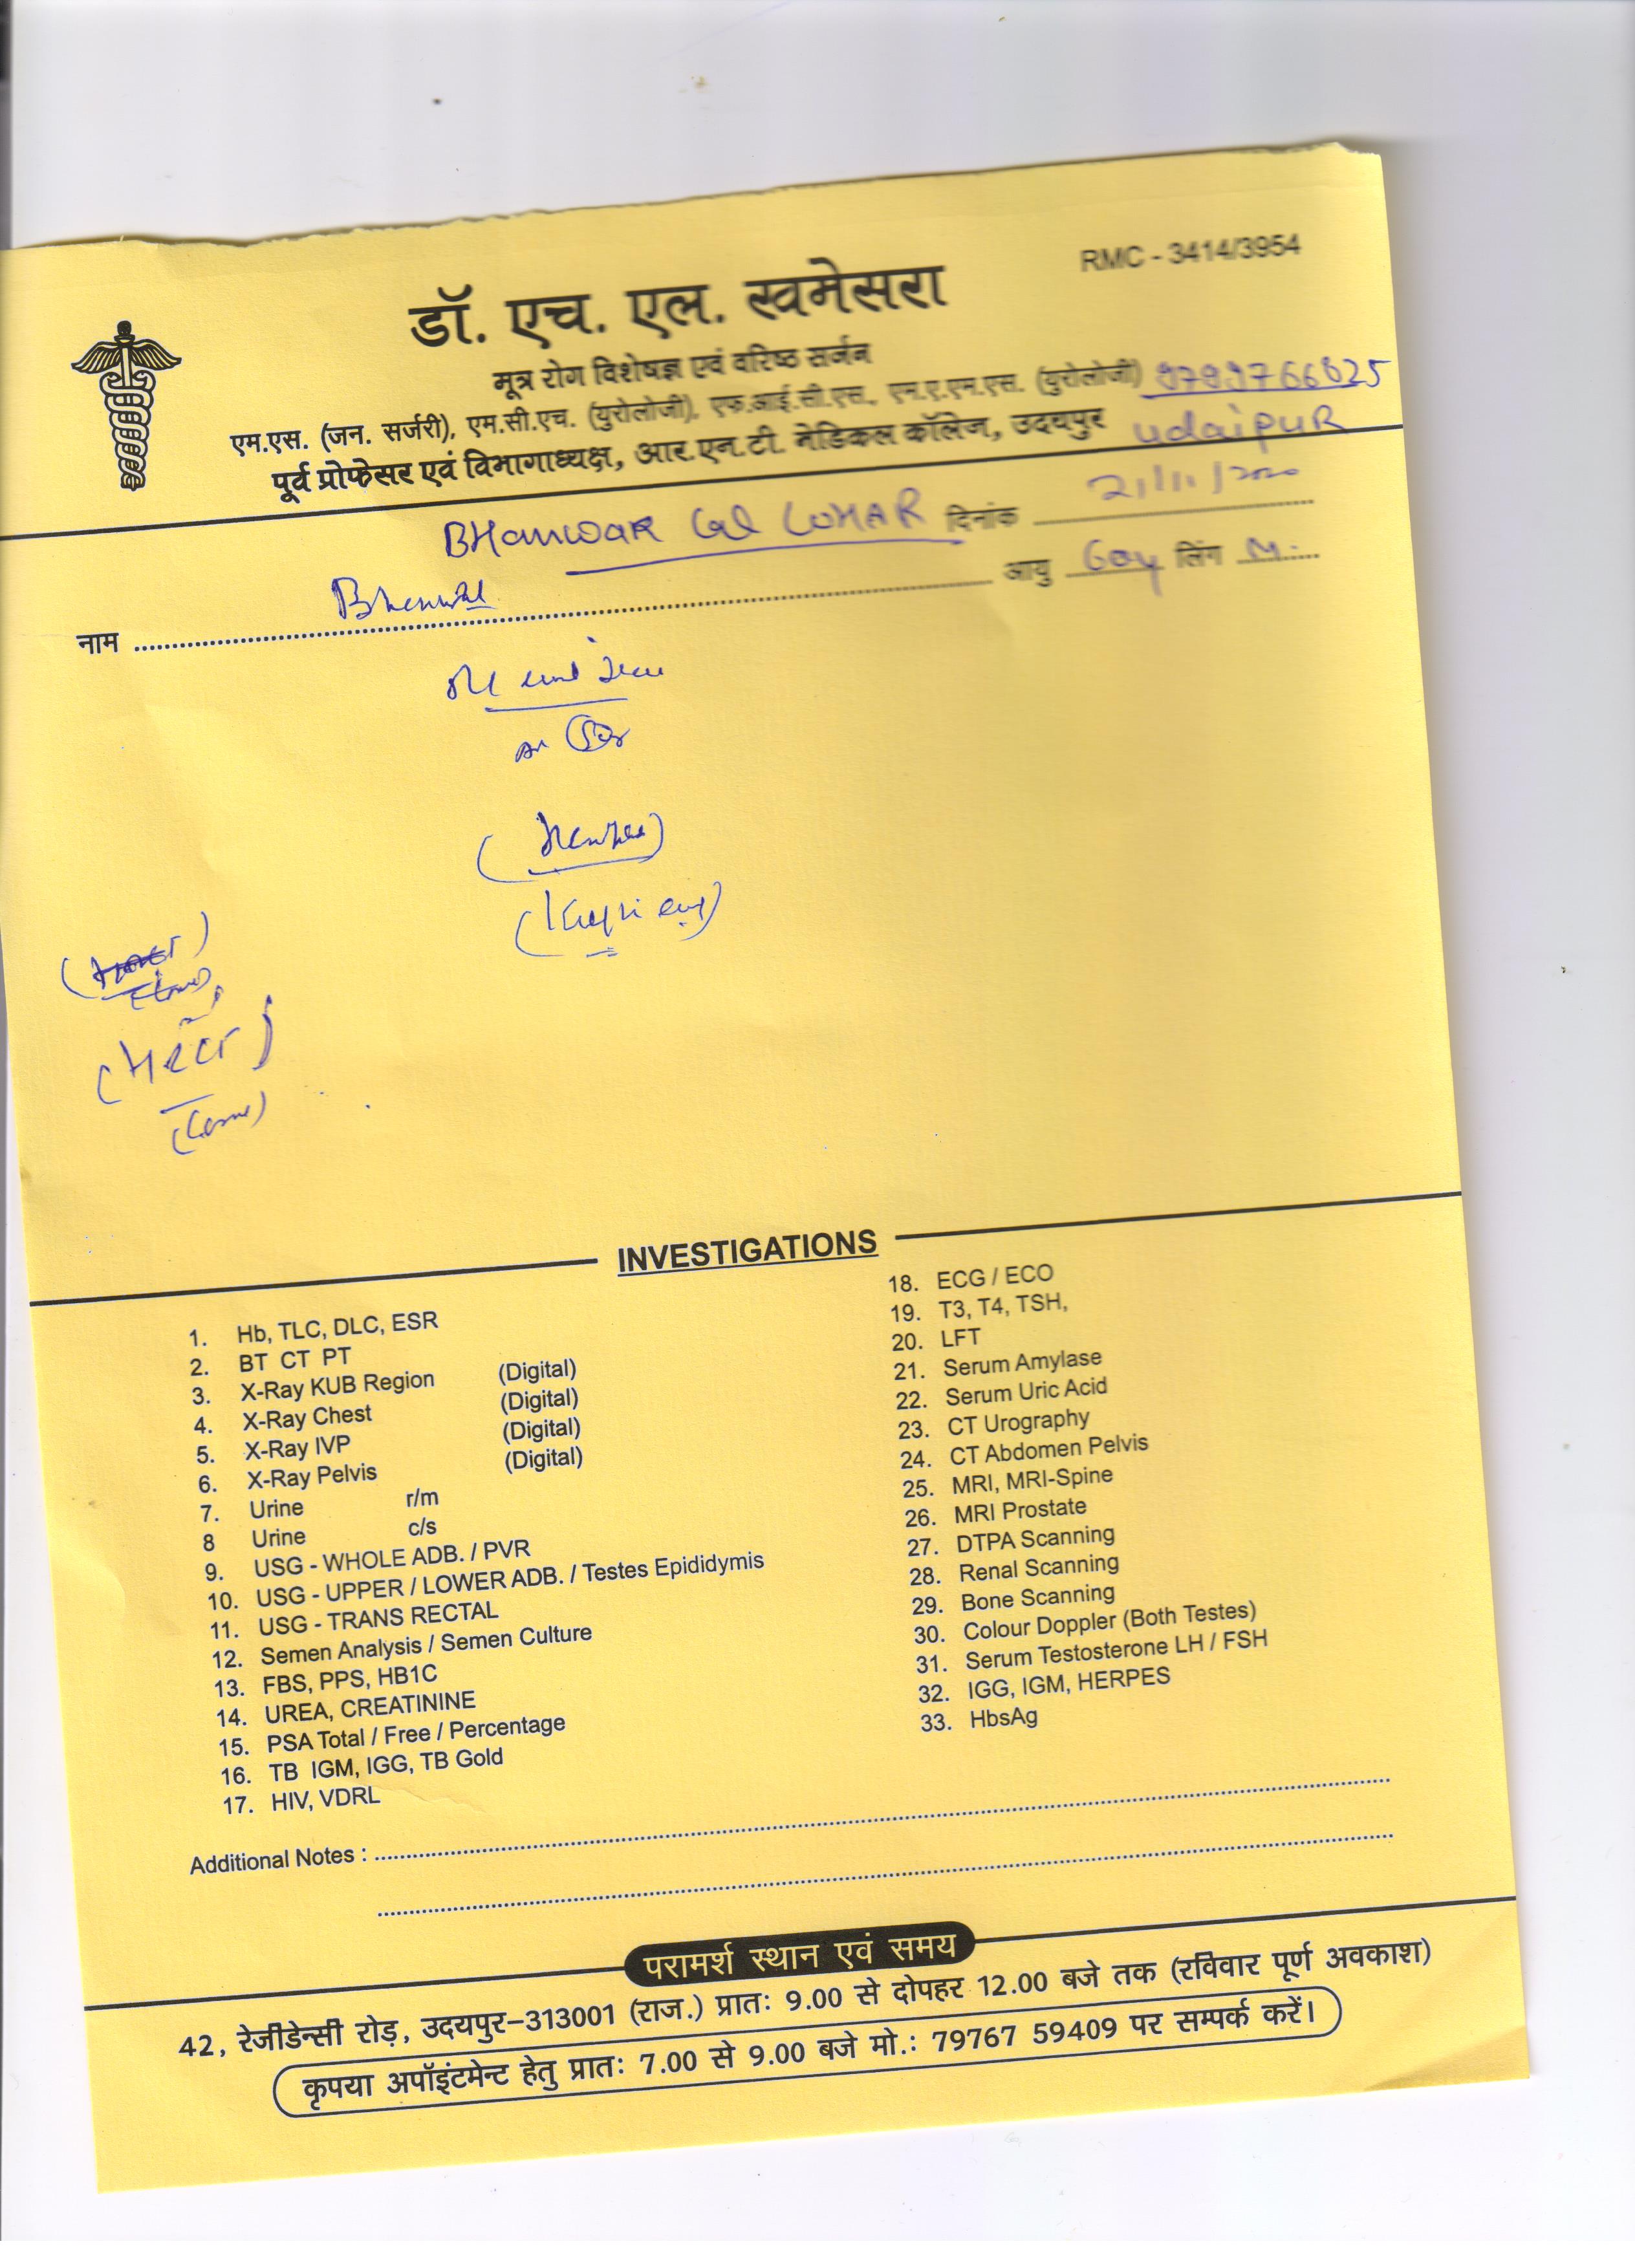 RMC - 3414/3954
डॉ. एच. एल. खमेसरा
मूत्र रोग विशेषज्ञ एवं वरिष्ठ सर्जन
एम.एस. (जन. सर्जरी), एम.सी.एच. (युरोलोजी), एफ.आई.सी.एस., एम.ए.एम.एस. (युरोलोजी)
पूर्व प्रोफेसर एवं विभागाध्यक्ष, आर.एन.टी. मेडिकल कॉलेज, उदयपुर
UdaipUR
BHanwaR Lal LOHAR दिनांक 21/11/2020
नाम आयु 60y लिंग M.
INVESTIGATIONS
1. Hb, TLC, DLC, ESR
2. BT CT PT
3. X-Ray KUB Region (Digital)
4. X-Ray Chest (Digital)
5. X-Ray IVP (Digital)
6. X-Ray Pelvis (Digital)
7. Urine r/m
8 Urine c/s
9. USG - WHOLE ADB. / PVR
10. USG - UPPER / LOWER ADB. / Testes Epididymis
11. USG - TRANS RECTAL
12. Semen Analysis / Semen Culture
13. FBS, PPS, HB1C
14. UREA, CREATININE
15. PSA Total / Free / Percentage
16. TB IGM, IGG, TB Gold
17. HIV, VDRL
18. ECG / ECO
19. T3, T4, TSH,
20. LFT
21. Serum Amylase
22. Serum Uric Acid
23. CT Urography
24. CT Abdomen Pelvis
25. MRI, MRI-Spine
26. MRI Prostate
27. DTPA Scanning
28. Renal Scanning
29. Bone Scanning
30. Colour Doppler (Both Testes)
31. Serum Testosterone LH / FSH
32. IGG, IGM, HERPES
33. HbsAg
Additional Notes :
परामर्श स्थान एवं समय
42, रेजीडेन्सी रोड़, उदयपुर-313001 (राज.) प्रातः 9.00 से दोपहर 12.00 बजे तक (रविवार पूर्ण अवकाश)
कृपया अपॉइंटमेन्ट हेतु प्रातः 7.00 से 9.00 बजे मो.: 79767 59409 पर सम्पर्क करें।